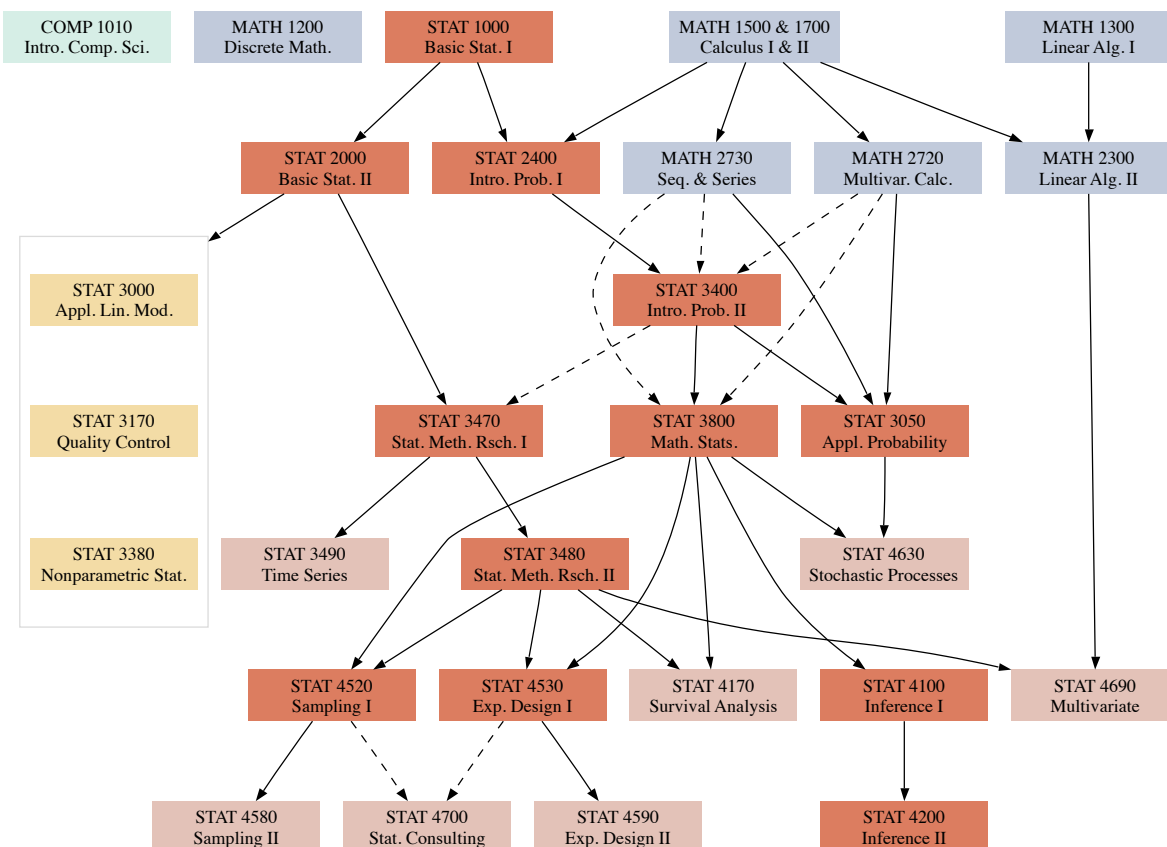 COMP 1010
Intro. Comp. Sci.
MATH 1200
Discrete Math.
STAT 1000
Basic Stat. I
MATH 1500 & 1700
Calculus I & II
MATH 1300
Linear Alg. I
STAT 2000
Basic Stat. II
STAT 2400
Intro. Prob. I
MATH 2730
Seq. & Series
MATH 2720
Multivar. Calc.
MATH 2300
Linear Alg. II
STAT 3000
Appl. Lin. Mod.
STAT 3400
Intro. Prob. II
STAT 3170
Quality Control
STAT 3470
Stat. Meth. Rsch. I
STAT 3800
Math. Stats.
STAT 3050
Appl. Probability
STAT 3380
Nonparametric Stat.
STAT 3490
Time Series
STAT 3480
Stat. Meth. Rsch. II
STAT 4630
Stochastic Processes
STAT 4520
Sampling I
STAT 4530
Exp. Design I
STAT 4170
Survival Analysis
STAT 4100
Inference I
STAT 4690
Multivariate
STAT 4580
Sampling II
STAT 4700
Stat. Consulting
STAT 4590
Exp. Design II
STAT 4200
Inference II